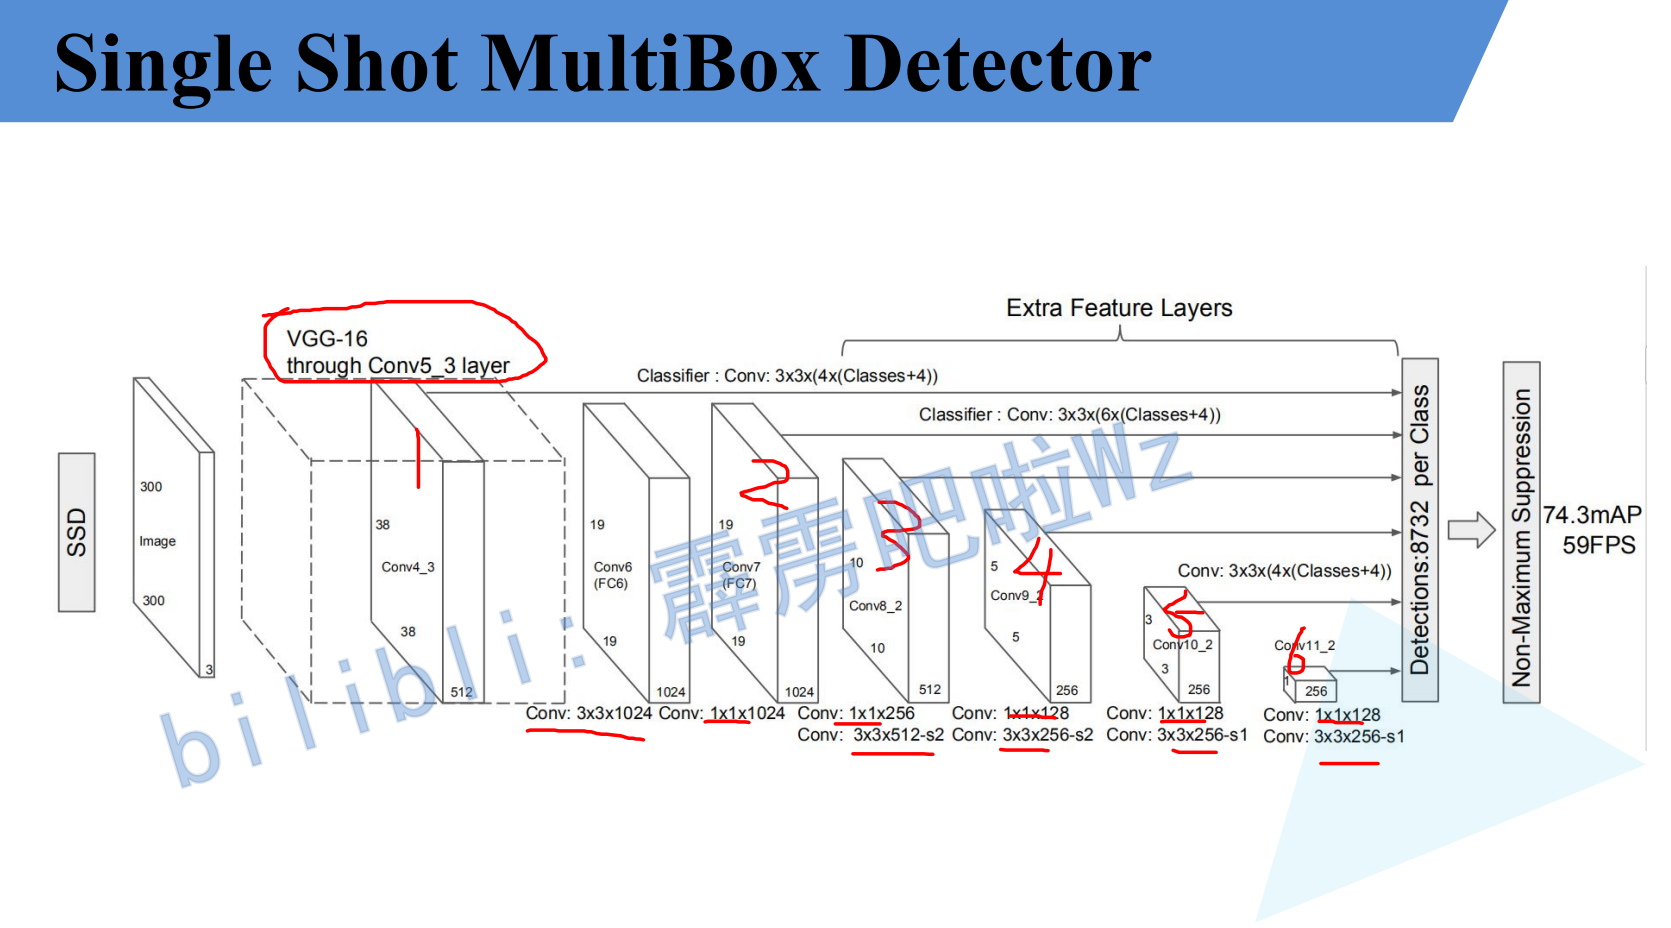 Single Shot MultiBox Detector
Extra Feature Layers
VGG-16
through Conv5_3 layer
Classifier : Conv: 3x3x(4x(Classes+4))
Classifier : Conv: 3x3x(6x(Classes+4))
Conv: 3x3x(4x(Classes+4))
SSD
300
Image
300
3
38
Conv4_3
38
512
1
19
Conv6
(FC6)
19
1024
19
Conv7
(FC7)
19
1024
2
10
Conv8_2
10
512
3
5
Conv9_2
5
256
4
3
Conv10_2
3
256
5
Conv11_2
1
256
6
Conv: 3x3x1024
Conv: 1x1x1024
Conv: 1x1x256
Conv: 3x3x512-s2
Conv: 1x1x128
Conv: 3x3x256-s2
Conv: 1x1x128
Conv: 3x3x256-s1
Conv: 1x1x128
Conv: 3x3x256-s1
Detections:8732 per Class
Non-Maximum Suppression
74.3mAP
59FPS
bilibli: 霹雳吧啦Wz